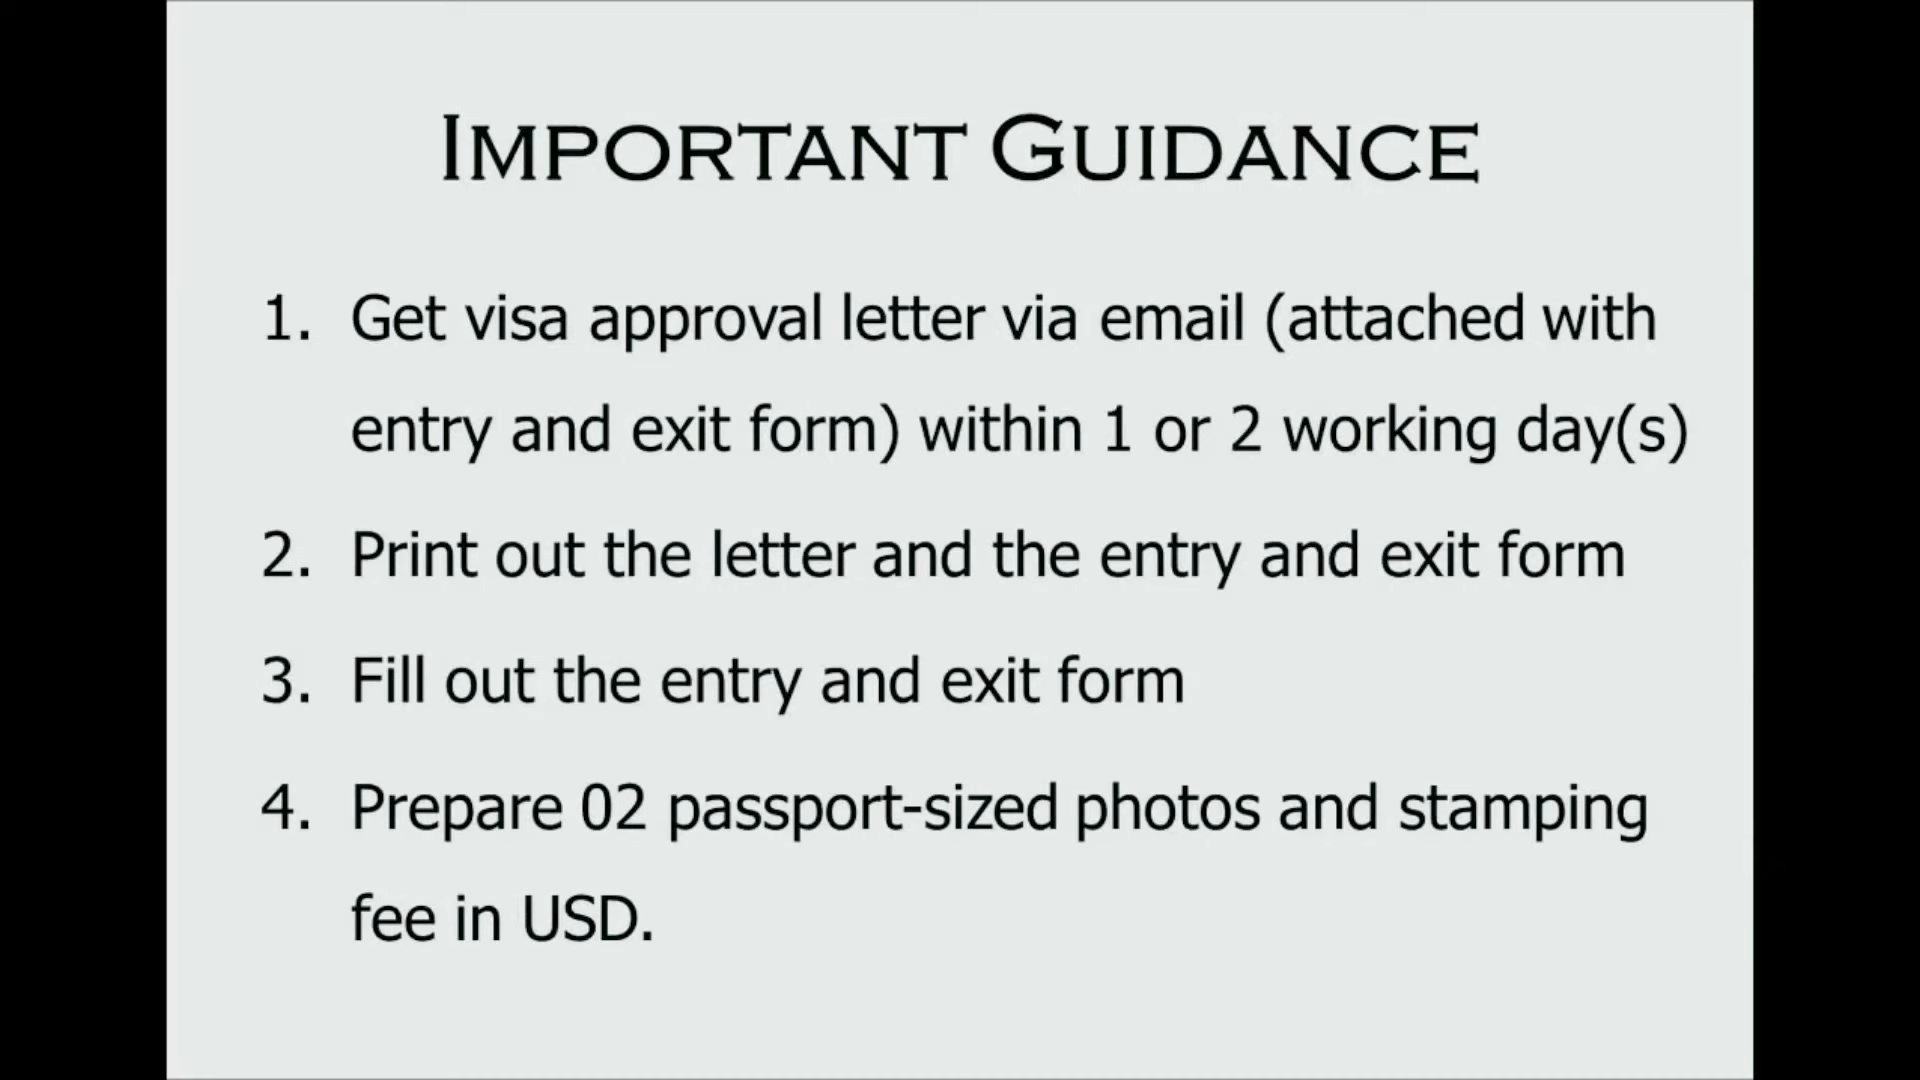 IMPORTANT GUIDANCE
1. Get visa approval letter via email (attached with
entry and exit form) within 1 or 2 working day(s)
2. Print out the letter and the entry and exit form
3. Fill out the entry and exit form
4. Prepare 02 passport-sized photos and stamping
fee in USD.